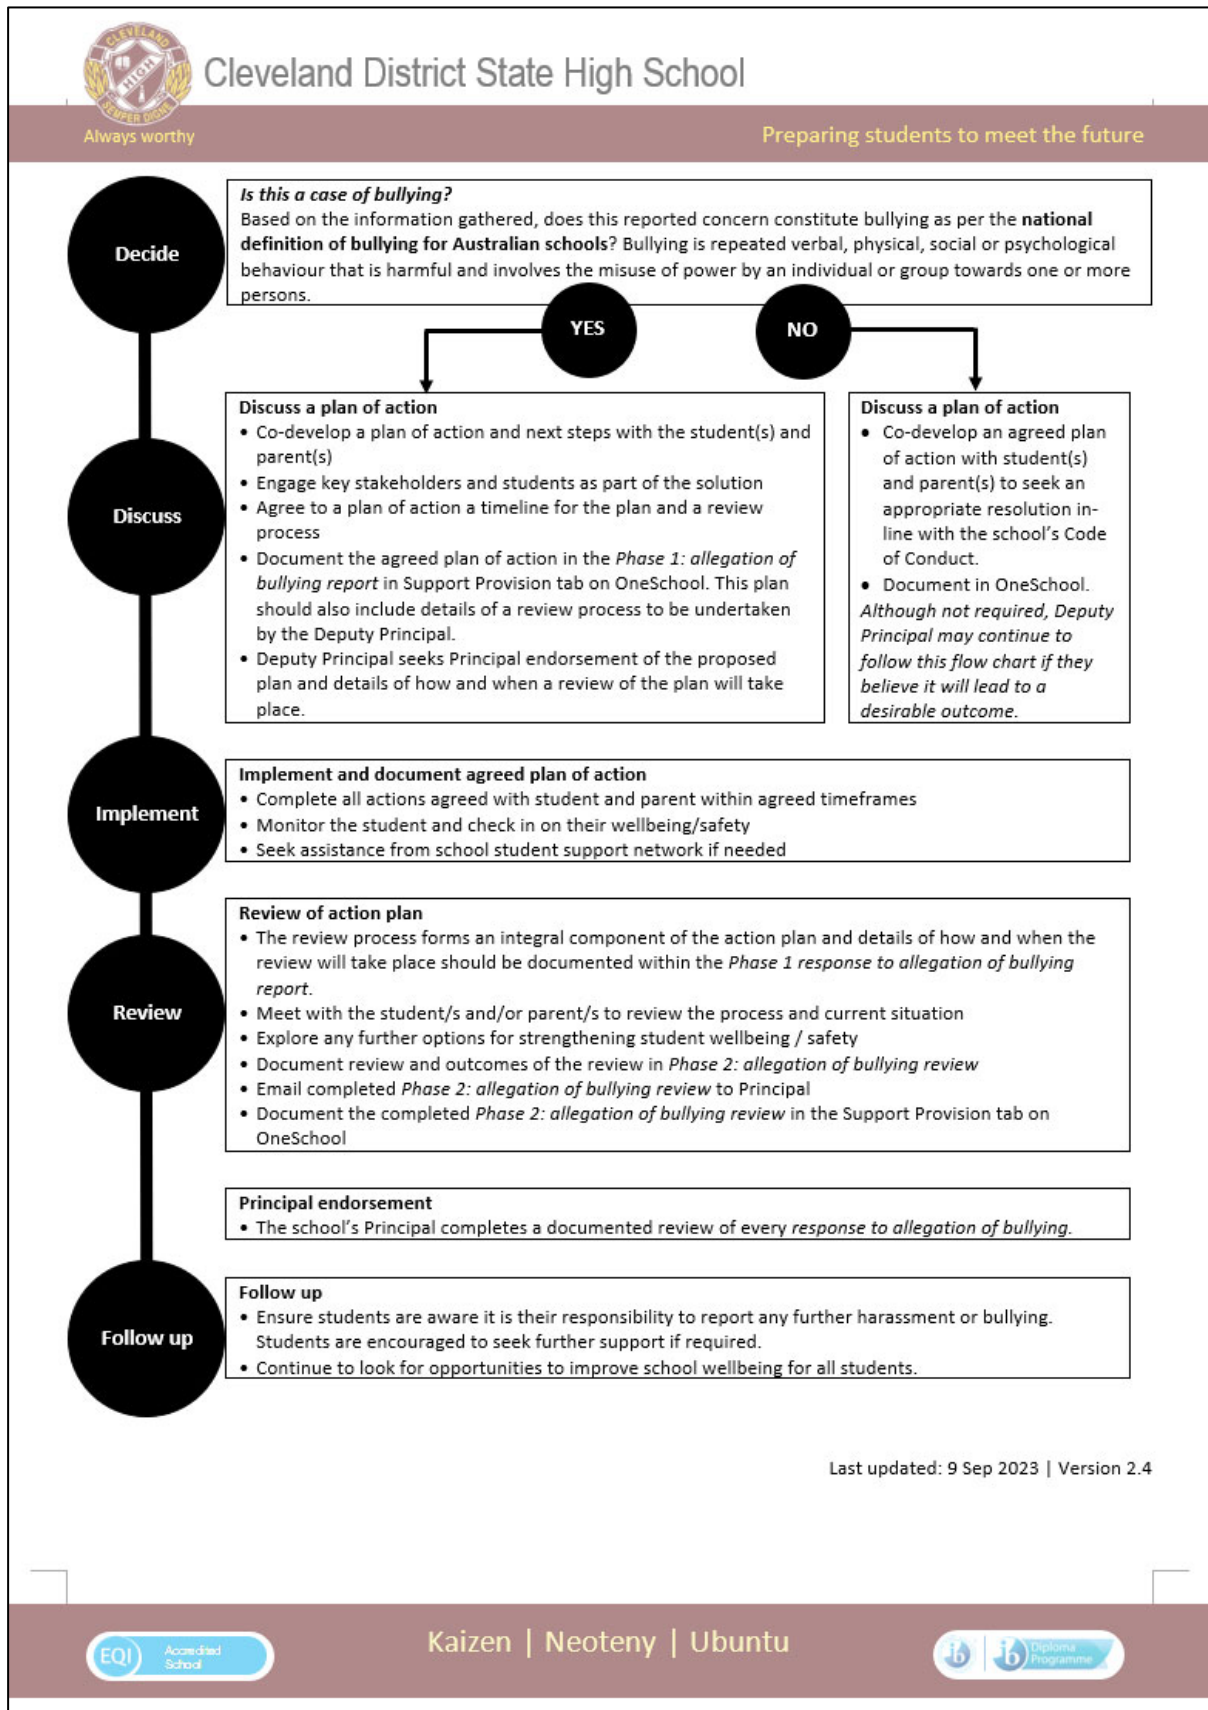 CLEVELAND
HIGH
SEMPER DIGNE
Cleveland District State High School
Always worthy
Preparing students to meet the future
Decide
Is this a case of bullying?
Based on the information gathered, does this reported concern constitute bullying as per the national
definition of bullying for Australian schools? Bullying is repeated verbal, physical, social or psychological
behaviour that is harmful and involves the misuse of power by an individual or group towards one or more
persons.
YES
NO
Discuss
Discuss a plan of action
• Co-develop a plan of action and next steps with the student(s) and
parent(s)
• Engage key stakeholders and students as part of the solution
• Agree to a plan of action a timeline for the plan and a review
process
• Document the agreed plan of action in the Phase 1: allegation of
bullying report in Support Provision tab on OneSchool. This plan
should also include details of a review process to be undertaken
by the Deputy Principal.
• Deputy Principal seeks Principal endorsement of the proposed
plan and details of how and when a review of the plan will take
place.
Discuss a plan of action
• Co-develop an agreed plan
of action with student(s)
and parent(s) to seek an
appropriate resolution in-
line with the school's Code
of Conduct.
• Document in OneSchool.
Although not required, Deputy
Principal may continue to
follow this flow chart if they
believe it will lead to a
desirable outcome.
Implement
Implement and document agreed plan of action
• Complete all actions agreed with student and parent within agreed timeframes
• Monitor the student and check in on their wellbeing/safety
• Seek assistance from school student support network if needed
Review
Review of action plan
• The review process forms an integral component of the action plan and details of how and when the
review will take place should be documented within the Phase 1 response to allegation of bullying
report.
• Meet with the student/s and/or parent/s to review the process and current situation
• Explore any further options for strengthening student wellbeing / safety
• Document review and outcomes of the review in Phase 2: allegation of bullying review
• Email completed Phase 2: allegation of bullying review to Principal
• Document the completed Phase 2: allegation of bullying review in the Support Provision tab on
OneSchool
Principal endorsement
• The school's Principal completes a documented review of every response to allegation of bullying.
Follow up
Follow up
• Ensure students are aware it is their responsibility to report any further harassment or bullying.
Students are encouraged to seek further support if required.
• Continue to look for opportunities to improve school wellbeing for all students.
Last updated: 9 Sep 2023 | Version 2.4
EQI
Accredited
School
Kaizen | Neoteny | Ubuntu
ib
ib
Diploma
Programme